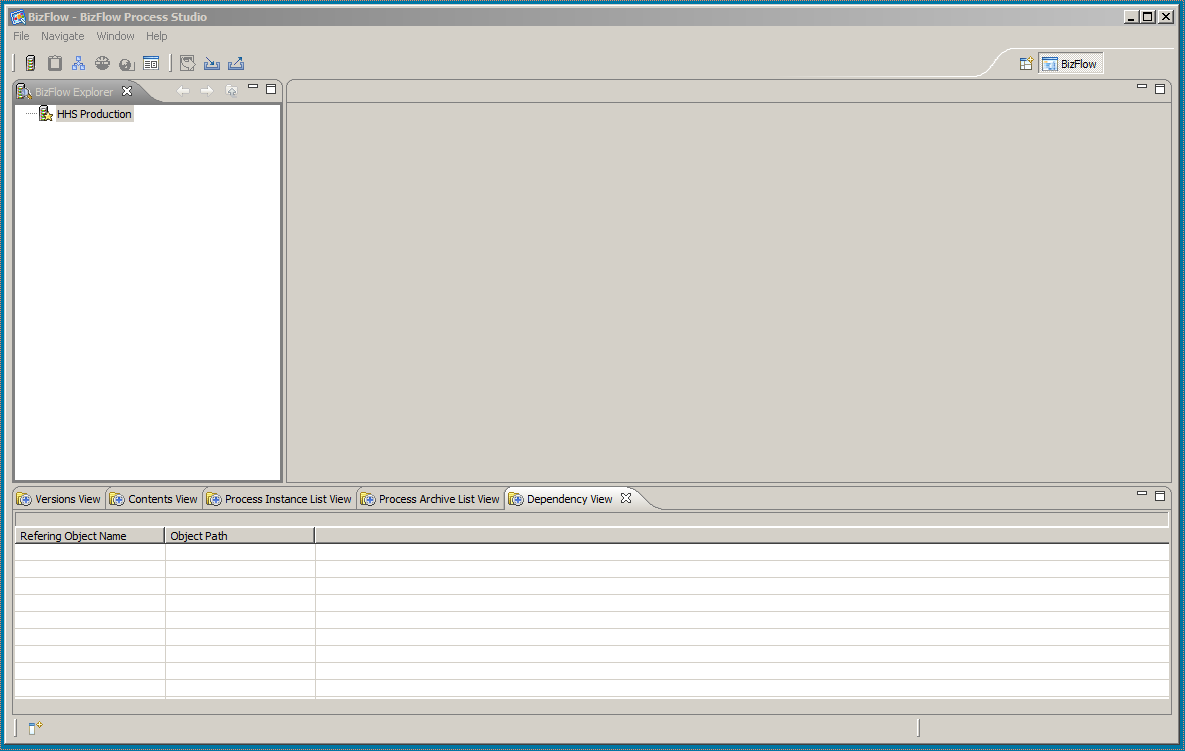 BizFlow - BizFlow Process Studio
File Navigate Window Help
BizFlow
BizFlow Explorer
HHS Production
Versions View Contents View Process Instance List View Process Archive List View Dependency View
Refering Object Name Object Path